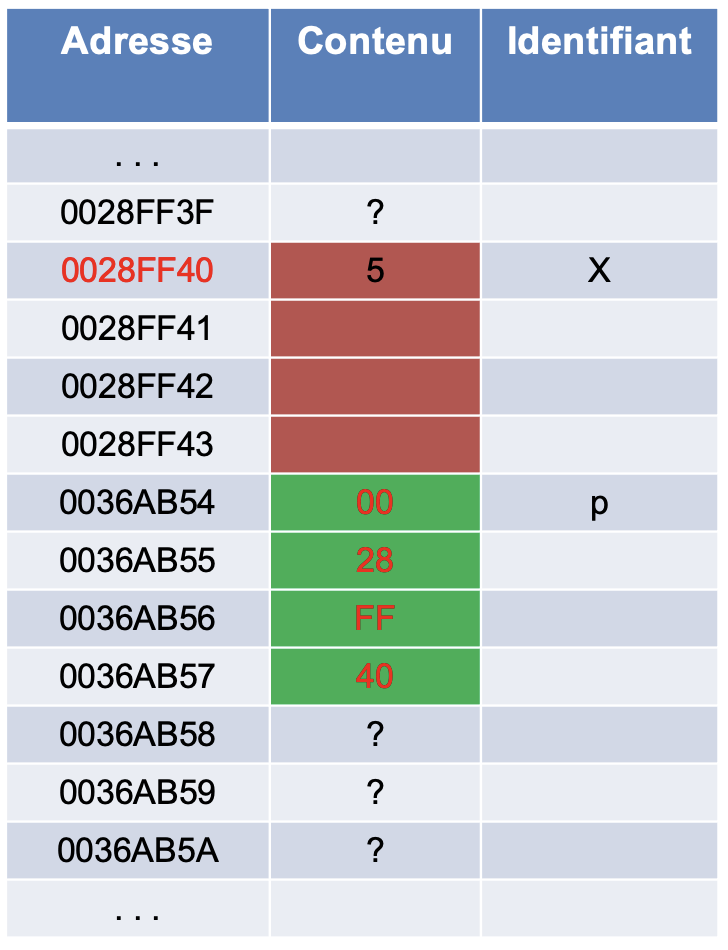 Adresse Contenu Identifiant
. . .
0028FF3F ?
0028FF40 5 X
0028FF41
0028FF42
0028FF43
0036AB54 00 p
0036AB55 28
0036AB56 FF
0036AB57 40
0036AB58 ?
0036AB59 ?
0036AB5A ?
. . .